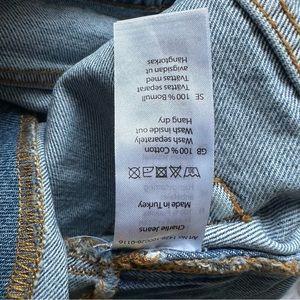 Charlie Jeans
Made in Turkey
GB 100% Cotton
Wash separately
Wash inside out
Hang dry
SE 100% Bomull
Tvättas separat
Tvättas med
avigsidan ut
Hängtorkas